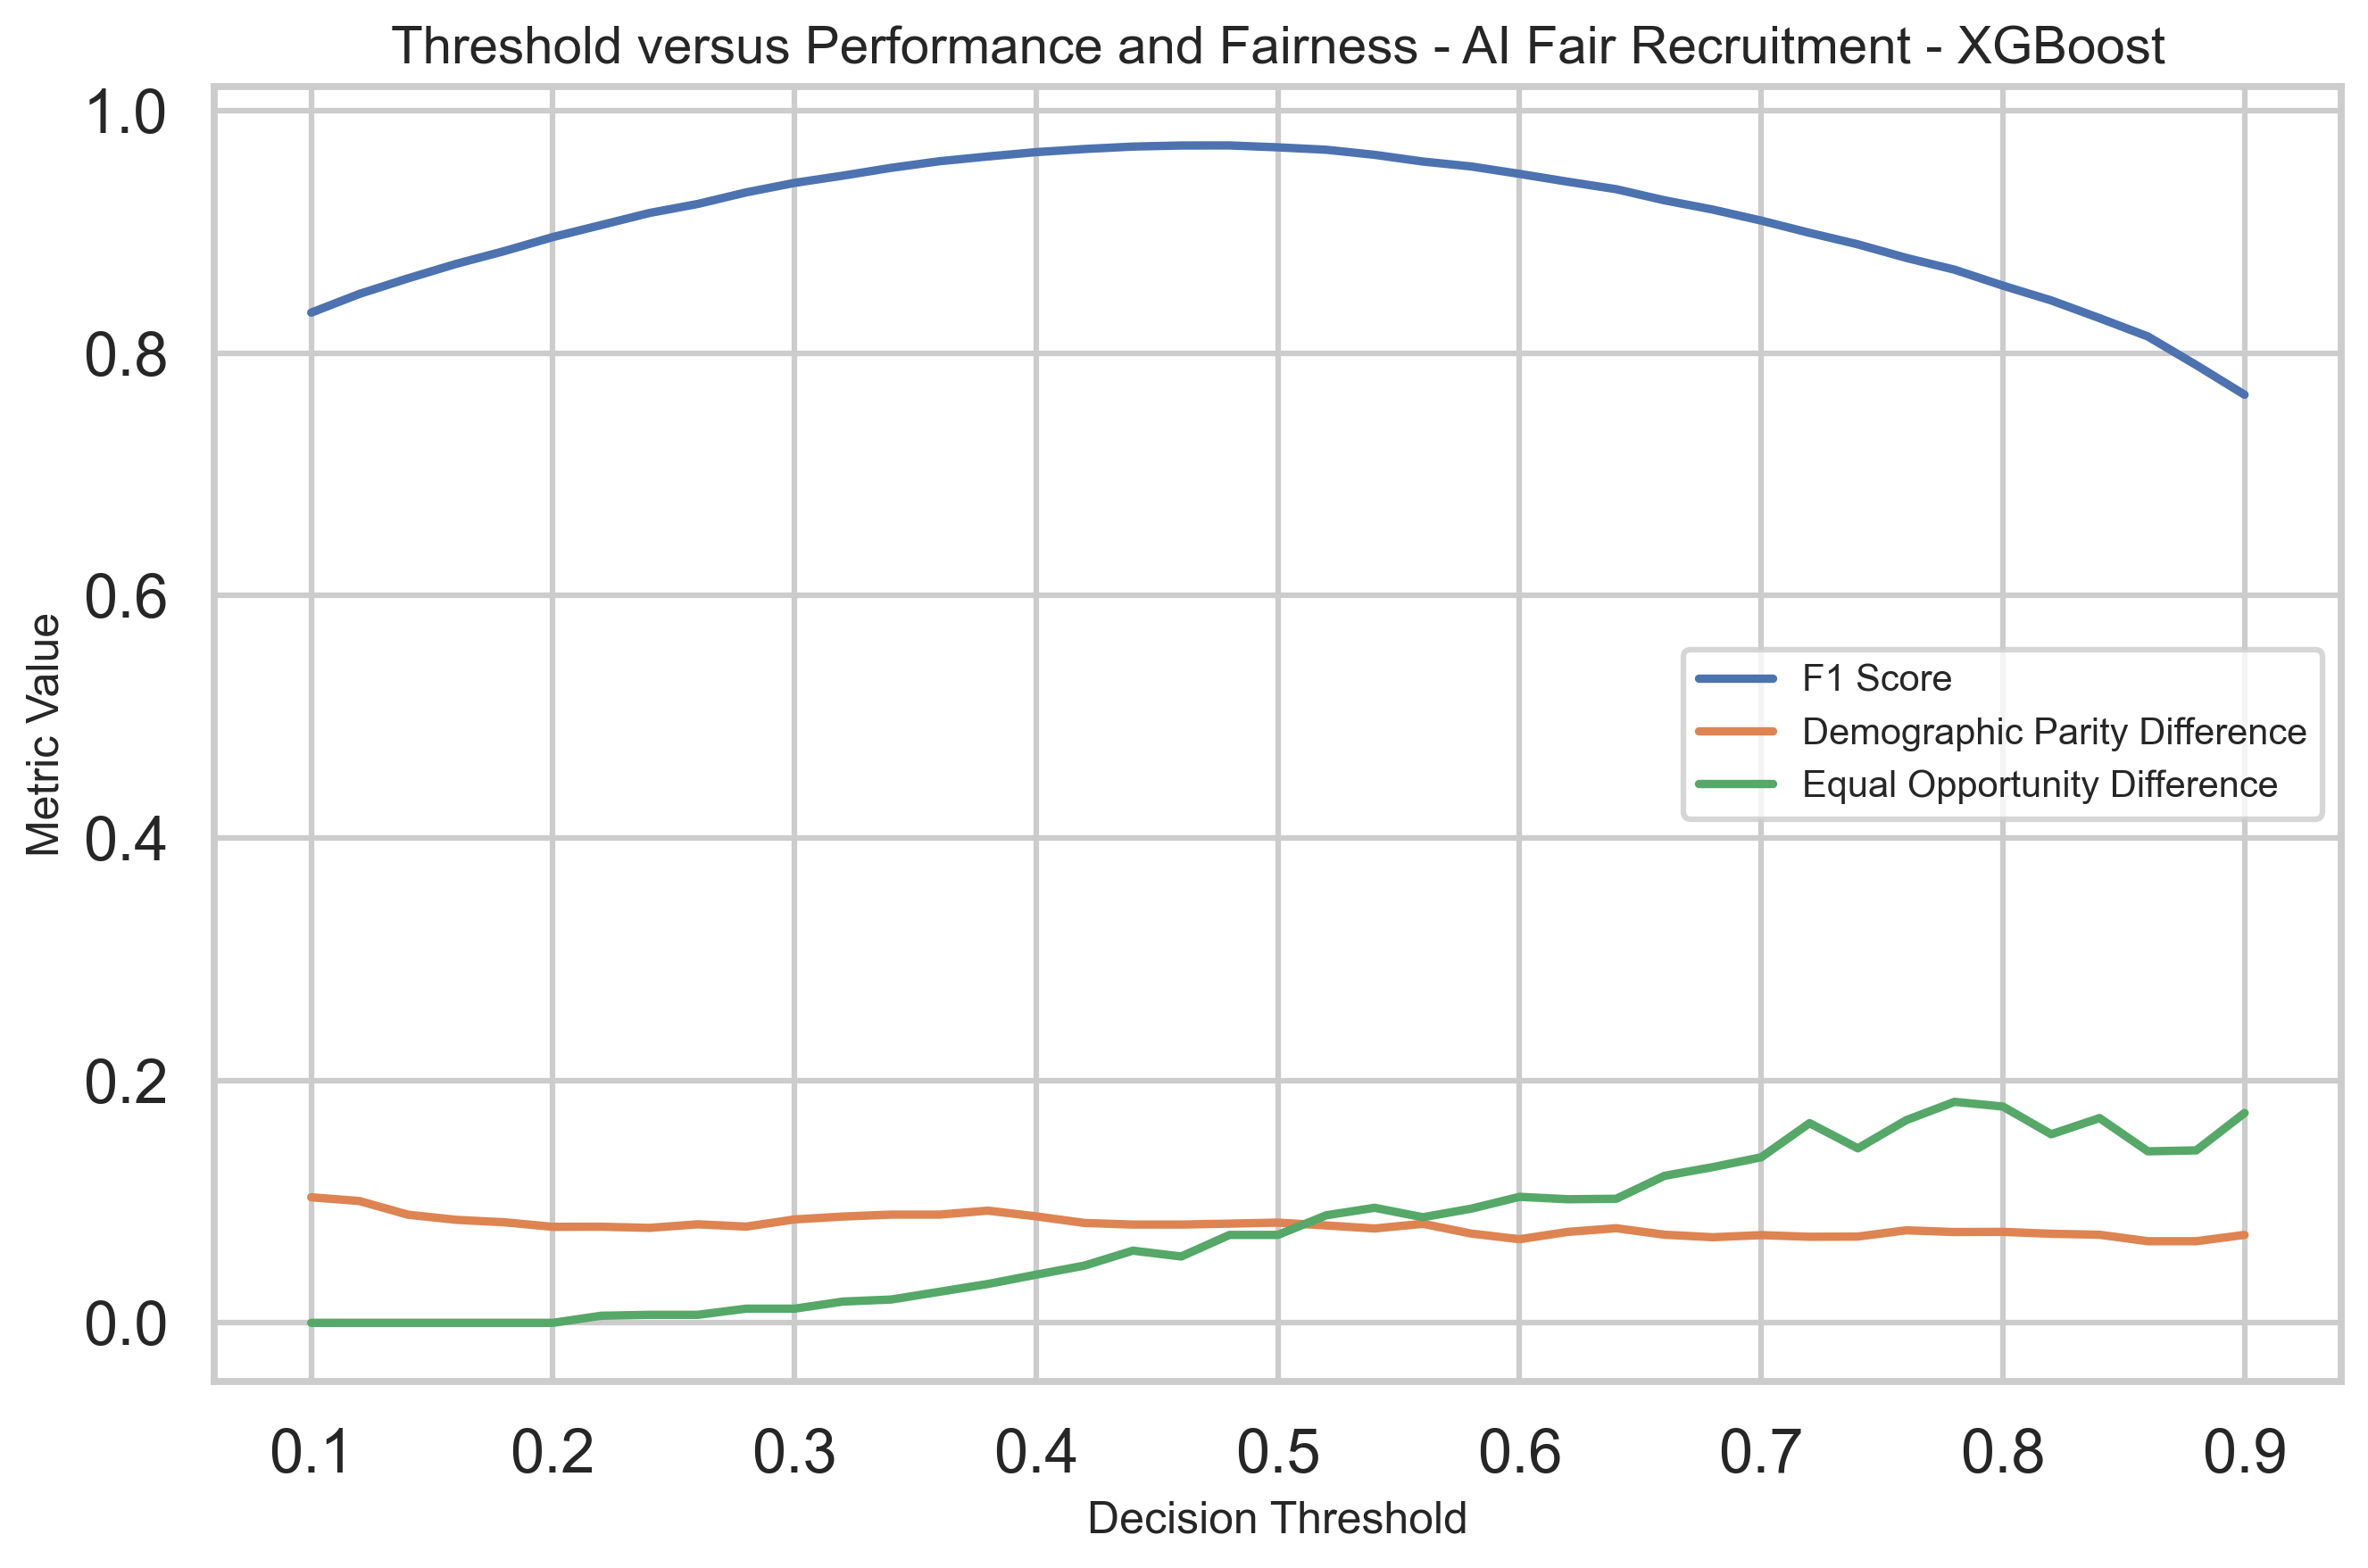 Threshold versus Performance and Fairness - AI Fair Recruitment - XGBoost
1.0
0.8
0.6
0.4
0.2
0.0
Metric Value
F1 Score
Demographic Parity Difference
Equal Opportunity Difference
0.1 0.2 0.3 0.4 0.5 0.6 0.7 0.8 0.9
Decision Threshold